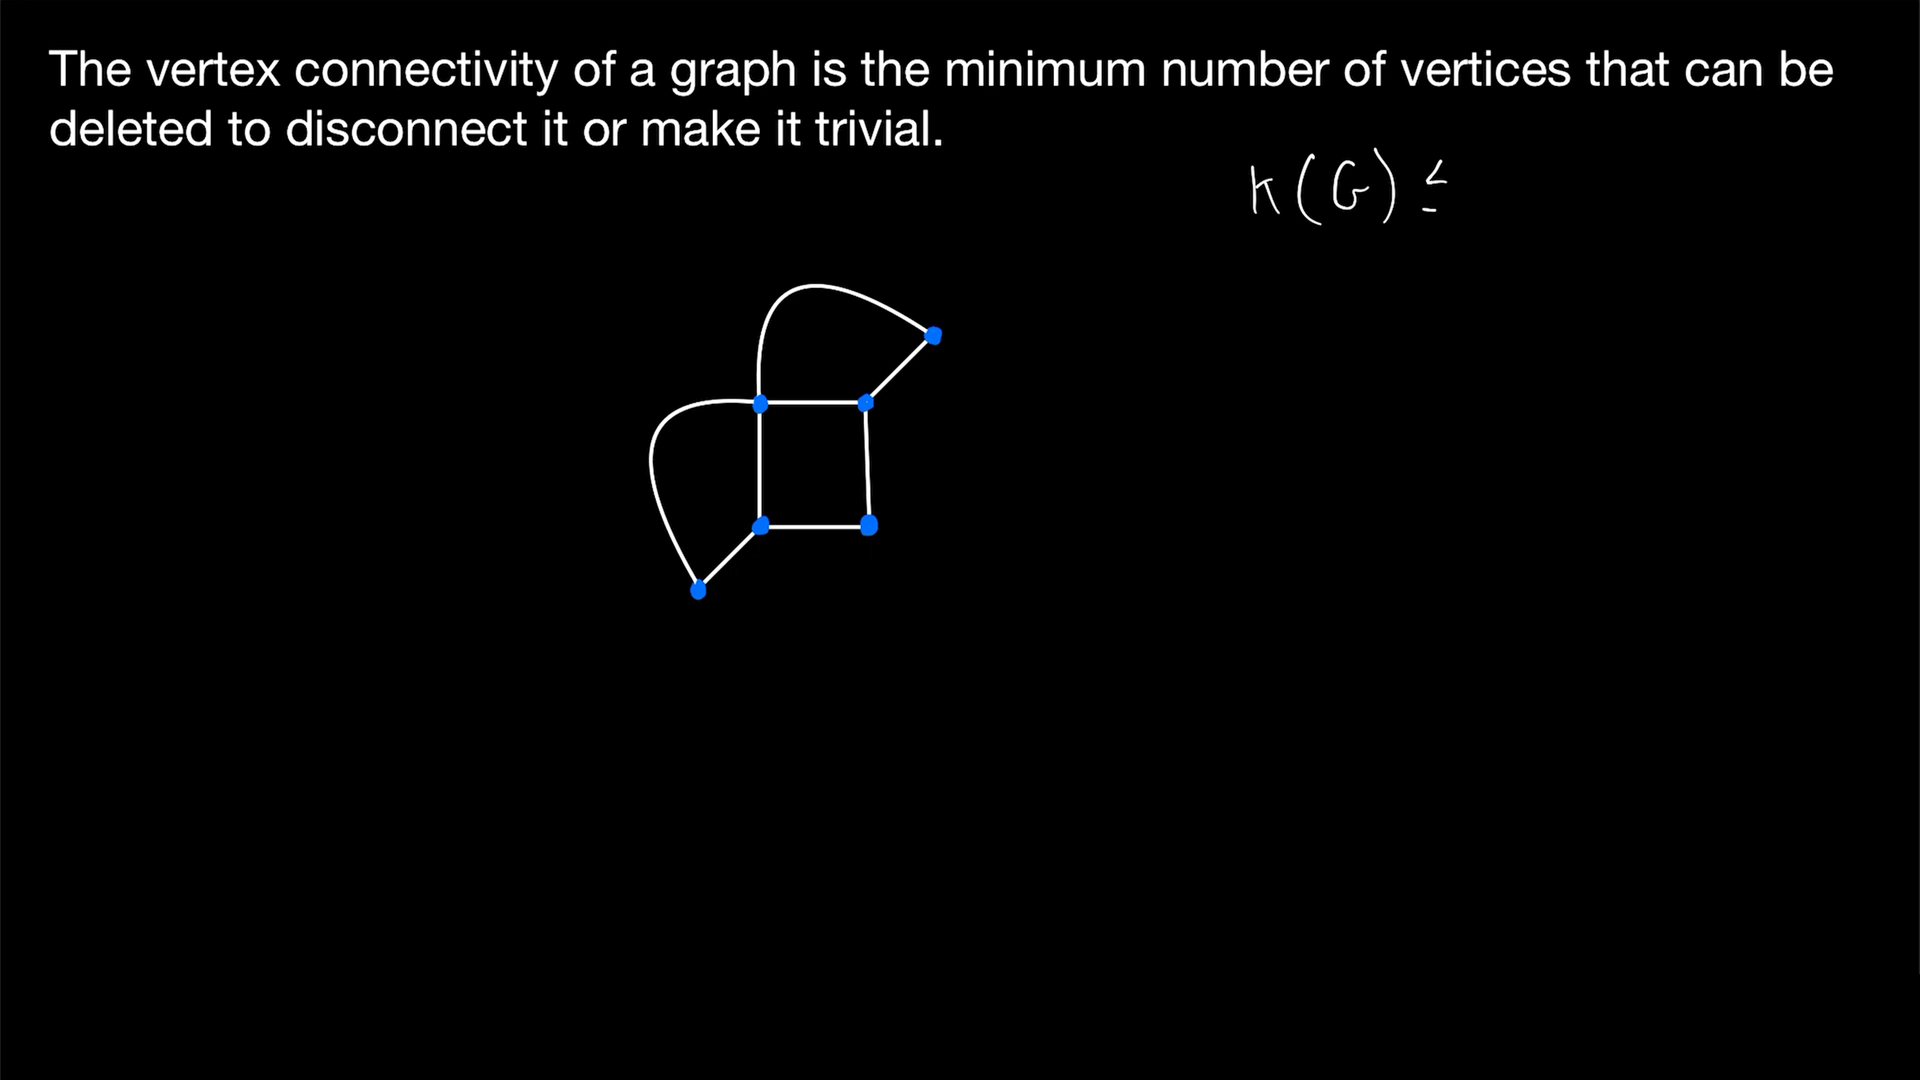 The vertex connectivity of a graph is the minimum number of vertices that can be
deleted to disconnect it or make it trivial.
K(G) ≤